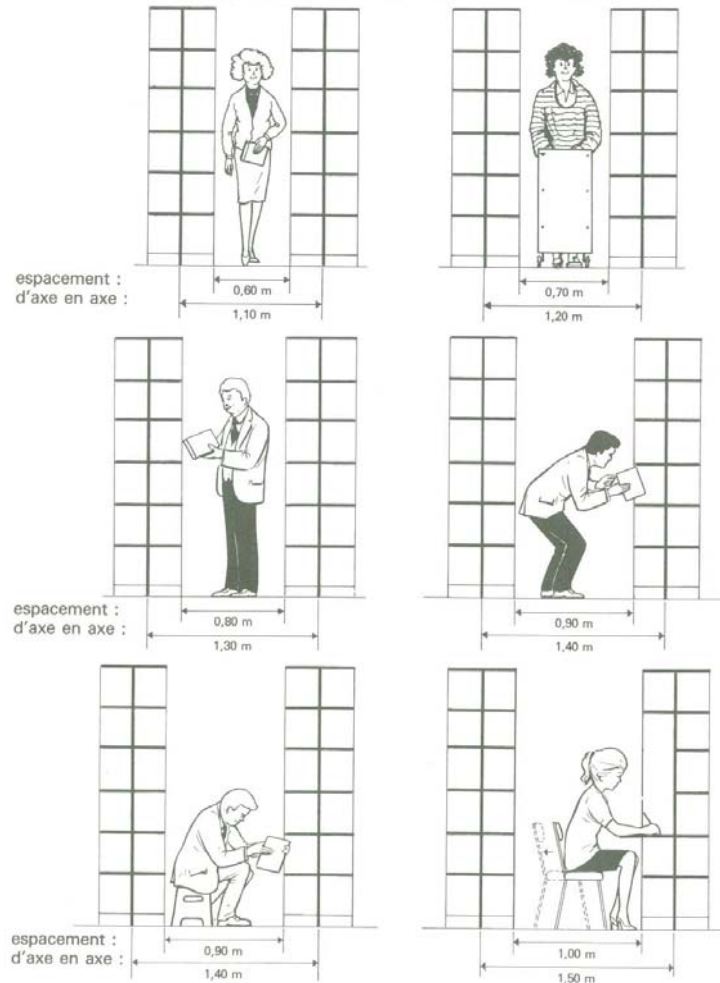 espacement :
d'axe en axe :
0,60 m
1,10 m
0,70 m
1,20 m
espacement :
d'axe en axe :
0,80 m
1,30 m
0,90 m
1,40 m
espacement :
d'axe en axe :
0,90 m
1,40 m
1,00 m
1,50 m